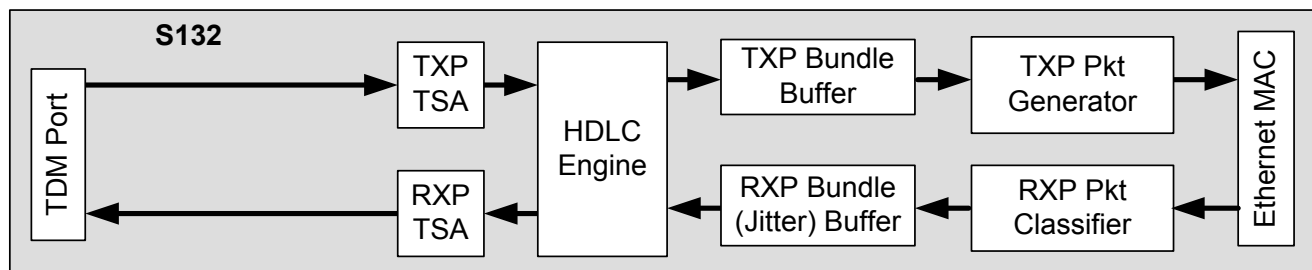 S132
TDM Port
TXP
TSA
HDLC
Engine
TXP Bundle
Buffer
TXP Pkt
Generator
Ethernet MAC
RXP
TSA
RXP Bundle
(Jitter) Buffer
RXP Pkt
Classifier